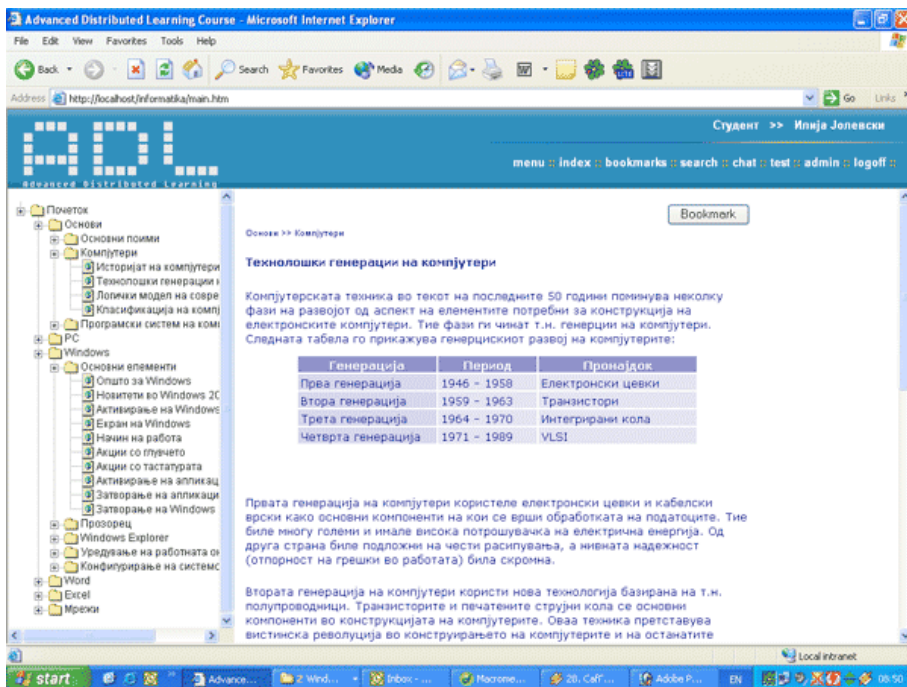 Advanced Distributed Learning Course - Microsoft Internet Explorer
File Edit View Favorites Tools Help
Back Search Favorites Media
Address http://localhost/informatika/main.htm Go Links
Студент >> Илија Јолевски
ADL
menu :: index :: bookmarks :: search :: chat :: test :: admin :: logoff ::
Advanced Distributed Learning
Почеток
Основи
Основни поими
Компјутери
Историјат на компјутери
Технолошки генерации н
Логички модел на совре
Класификација на компј
Програмски систем на комп
PC
Windows
Основни елементи
Општо за Windows
Новитети во Windows 20
Активирање на Windows
Екран на Windows
Начин на работа
Акции со глувчето
Акции со тастатурата
Активирање на апликац
Затворање на апликаци
Затворање на Windows
Прозорец
Windows Explorer
Уредување на работната ок
Конфигурирање на системс
Word
Excel
Мрежи
Bookmark
Основи >> Компјутери
Технолошки генерации на компјутери
Компјутерската техника во текот на последните 50 години поминува неколку
фази на развојот од аспект на елементите потребни за конструкција на
електронските компјутери. Тие фази ги чинат т.н. генерции на компјутери.
Следната табела го прикажува генерцискиот развој на компјутерите:
Генерација Период Пронајдок
Прва генерација 1946 - 1958 Електронски цевки
Втора генерација 1959 - 1963 Транзистори
Трета генерација 1964 - 1970 Интегрирани кола
Четврта генерација 1971 - 1989 VLSI
Првата генерација на компјутери користеле електронски цевки и кабелски
врски како основни компоненти на кои се врши обработката на податоците. Тие
биле многу големи и имале висока потрошувачка на електрична енергија. Од
друга страна биле подложни на чести расипувања, а нивната надежност
(отпорност на грешки во работата) била скромна.
Втората генерација на компјутери користи нова технологија базирана на т.н.
полупроводници. Транзисторите и печатените струјни кола се основни
компоненти во конструкцијата на компјутерите. Оваа техника претставува
вистинска револуција во конструирањето на компјутерите и на останатите
Local intranet
start Advance... 2 Wind... Inbox - ... Macrome... 2B. Caff... Adobe P... EN 08:50